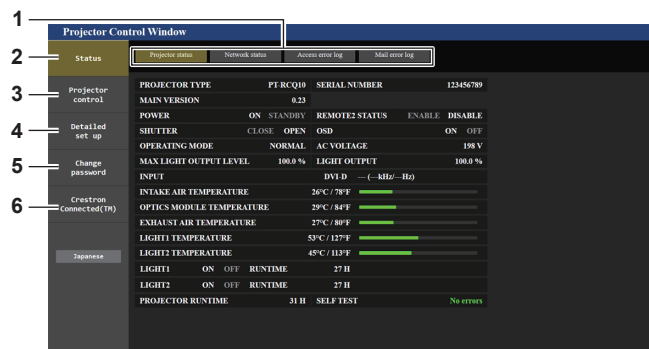 1
Projector Control Window
2
Status
Projector status Network status Access error log Mail error log
3
Projector
control
4
Detailed
set up
5
Change
password
6
Crestron
Connected(TM)
Japanese
PROJECTOR TYPE PT-RCQ10 SERIAL NUMBER 123456789
MAIN VERSION 0.23
POWER ON STANDBY REMOTE2 STATUS ENABLE DISABLE
SHUTTER CLOSE OPEN OSD ON OFF
OPERATING MODE NORMAL AC VOLTAGE 198 V
MAX LIGHT OUTPUT LEVEL 100.0 % LIGHT OUTPUT 100.0 %
INPUT DVI-D ---(---kHz/---Hz)
INTAKE AIR TEMPERATURE 26°C / 78°F
OPTICS MODULE TEMPERATURE 29°C / 84°F
EXHAUST AIR TEMPERATURE 27°C / 80°F
LIGHT1 TEMPERATURE 53°C / 127°F
LIGHT2 TEMPERATURE 45°C / 113°F
LIGHT1 ON OFF RUNTIME 27 H
LIGHT2 ON OFF RUNTIME 27 H
PROJECTOR RUNTIME 31 H SELF TEST No errors